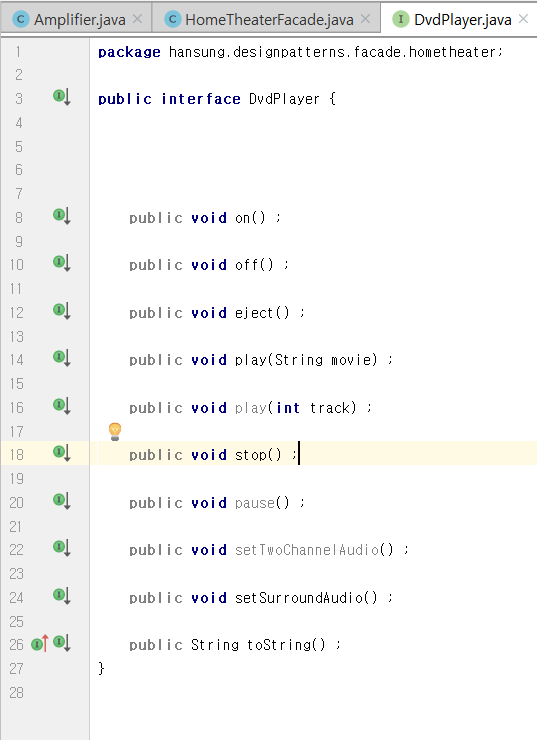 C Amplifier.java × C HomeTheaterFacade.java × I DvdPlayer.java ×
1 package hansung.designpatterns.facade.hometheater;
2
3 public interface DvdPlayer {
4
5
6
7
8 public void on() ;
9
10 public void off() ;
11
12 public void eject() ;
13
14 public void play(String movie) ;
15
16 public void play(int track) ;
17
18 public void stop() ;
19
20 public void pause() ;
21
22 public void setTwoChannelAudio() ;
23
24 public void setSurroundAudio() ;
25
26 public String toString() ;
27 }
28